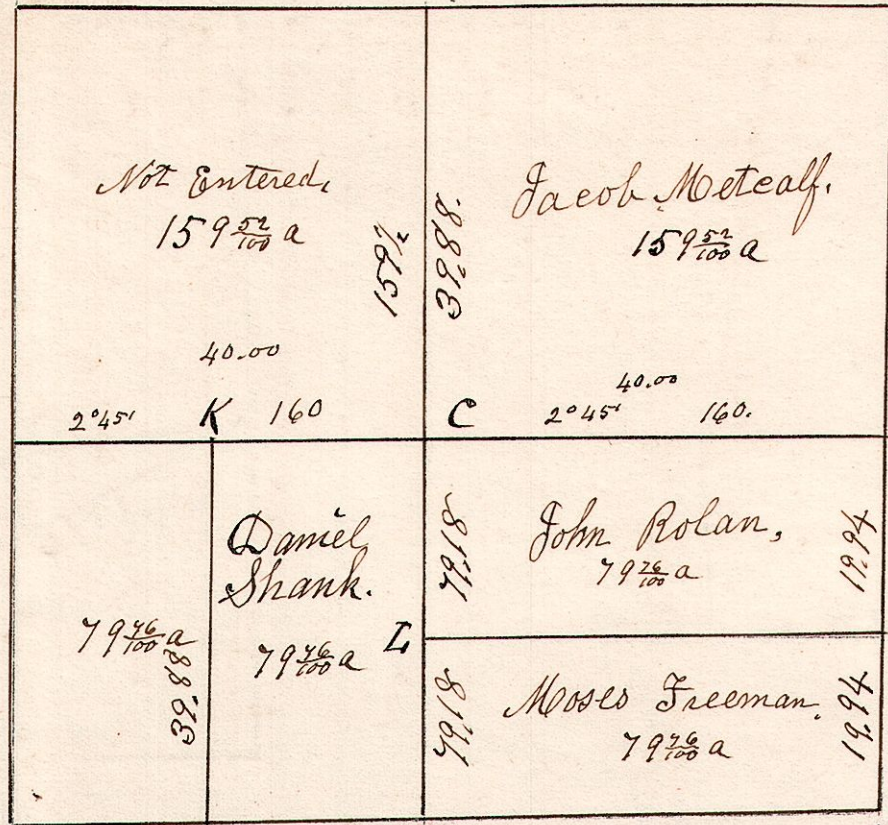 Not Entered,
159 52/100 a
159½
40.00
2°45' K 160
Jacob Metcalf.
159 52/100 a
39.88.
40.00
C 2°45' 160.
79 76/100 a
39.88
Daniel
Shank.
79 76/100 a L
79.18
John Rolan,
79 76/100 a
19.94
79.18
Moses Freeman.
79 76/100 a
19.94